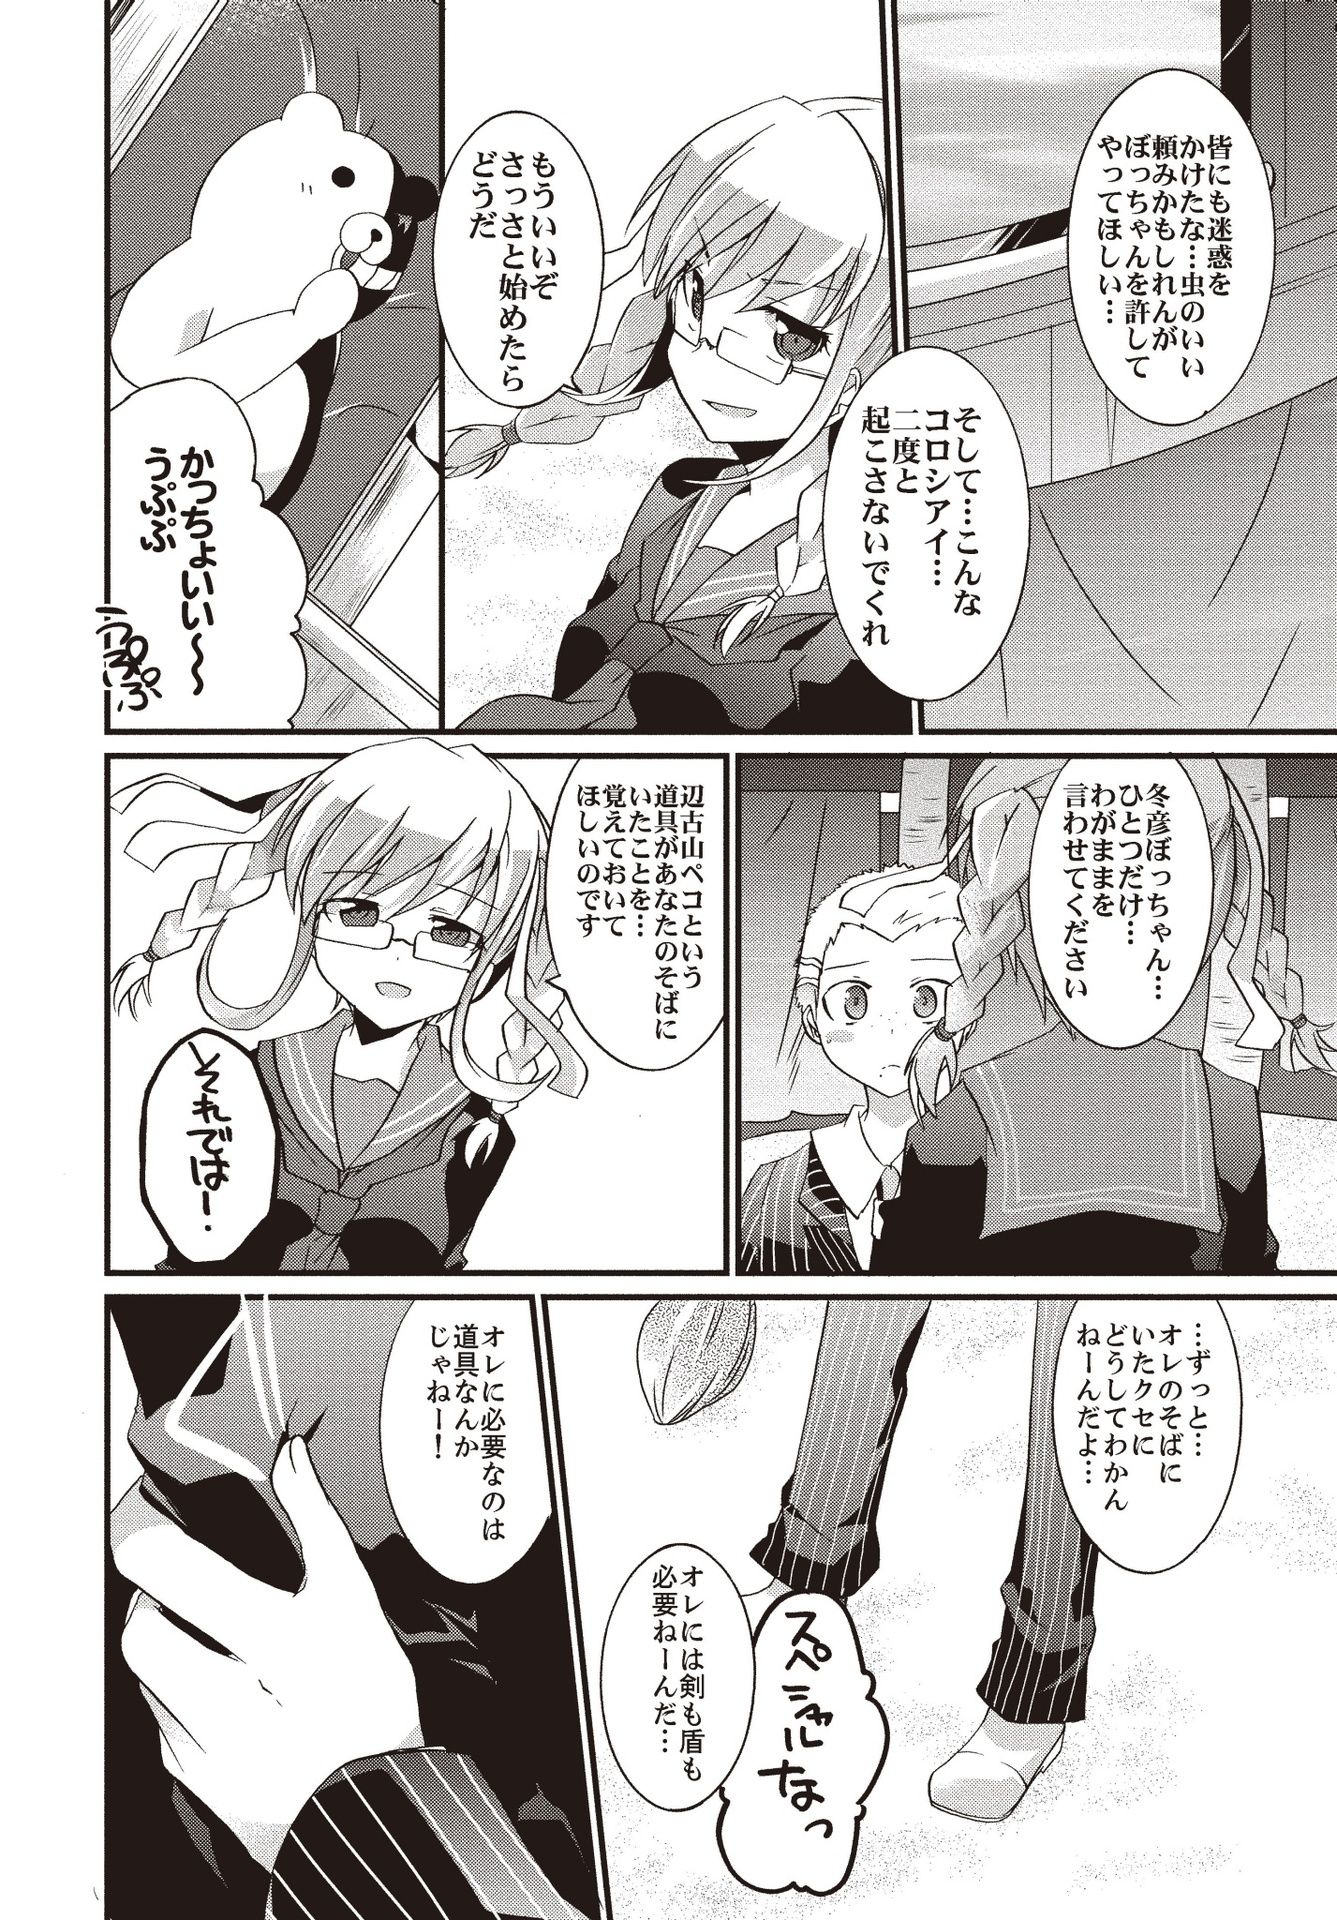 皆にも迷惑を
かけたな…虫のいい
頼みかもしれんが
ぼっちゃんを許して
やってほしい…
そして…こんな
コロシアイ…
二度と
起こさないでくれ
もういいぞ
さっさと始めたら
どうだ
かっちょいい～
うぷぷ
うぷぷぷ
冬彦ぼっちゃん…
ひとつだけ…
わがままを
言わせてください
辺古山ペコという
道具があなたのそばに
いたことを…
覚えておいて
ほしいのです
それでは―.
…ずっと…
オレのそばに
いたクセに
どうしてわかん
ねーんだよ…
スペシャルなっ
オレには剣も盾も
必要ねーんだ…
オレに必要なのは
道具なんか
じゃねー！